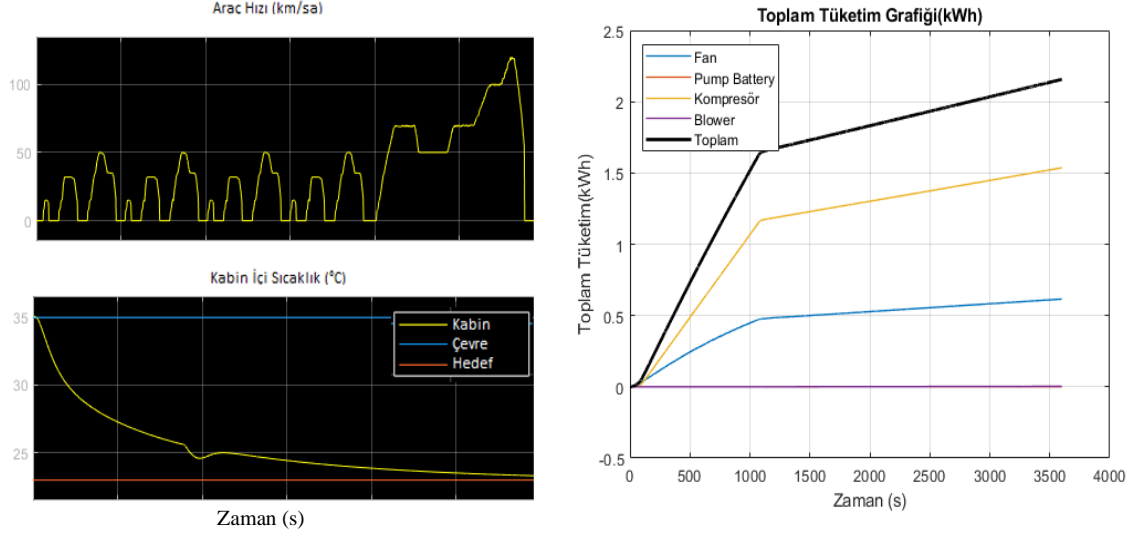 Araç Hızı (km/sa)
100
50
0
Kabin İçi Sıcaklık (⁰C)
35
30
25
Kabin
Çevre
Hedef
Zaman (s)
Toplam Tüketim Grafiği(kWh)
2.5
2
1.5
1
0.5
0
-0.5
Toplam Tüketim(kWh)
Fan
Pump Battery
Kompresör
Blower
Toplam
0 500 1000 1500 2000 2500 3000 3500 4000
Zaman (s)